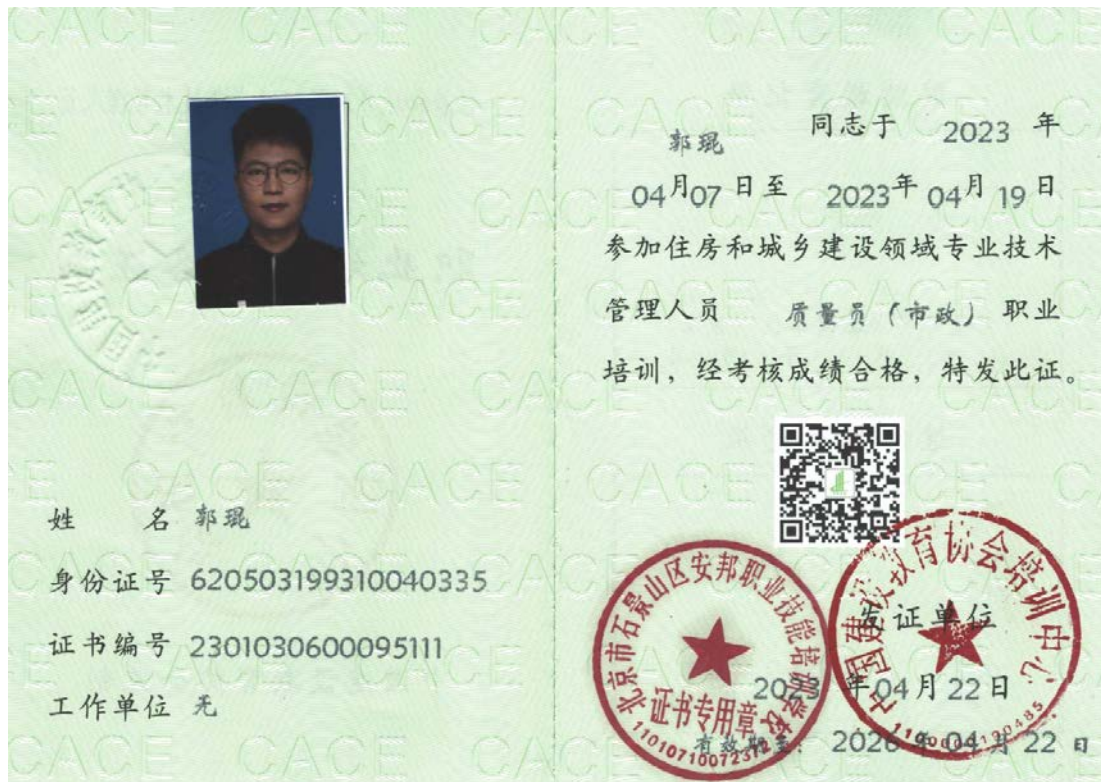 姓 名 郭琨
身份证号 620503199310040335
证书编号 2301030600095111
工作单位 无
郭琨 同志于 2023 年
04月07日至 2023年04月19日
参加住房和城乡建设领域专业技术
管理人员 质量员（市政）职业
培训，经考核成绩合格，特发此证。
北京市石景山区安邦职业技能培训学校
证书专用章
中国建设教育协会培训中心
发证单位
2023 年04月22日
有效期至: 2026年04月22日
CACE